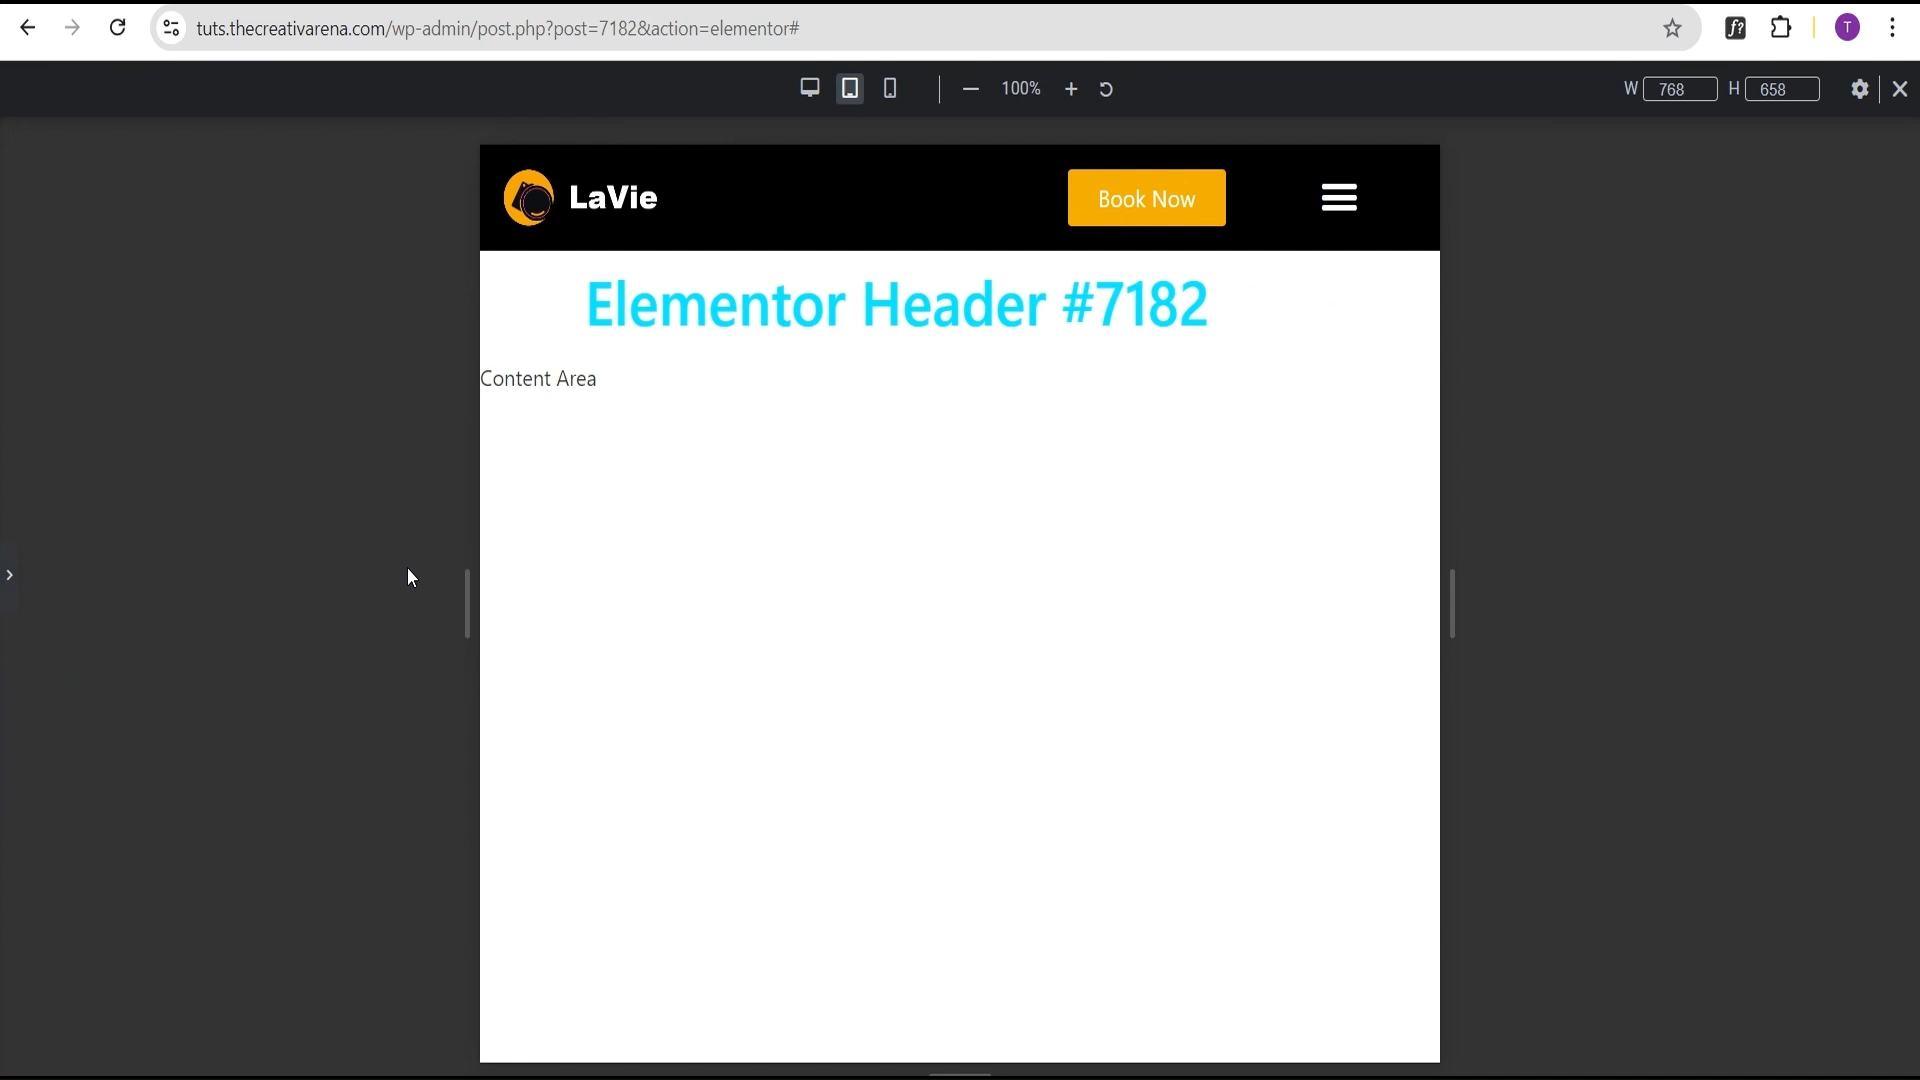 tuts.thecreativarena.com/wp-admin/post.php?post=7182&action=elementor#
f?
T
100%
W 768 H 658
LaVie
Book Now
Elementor Header #7182
Content Area